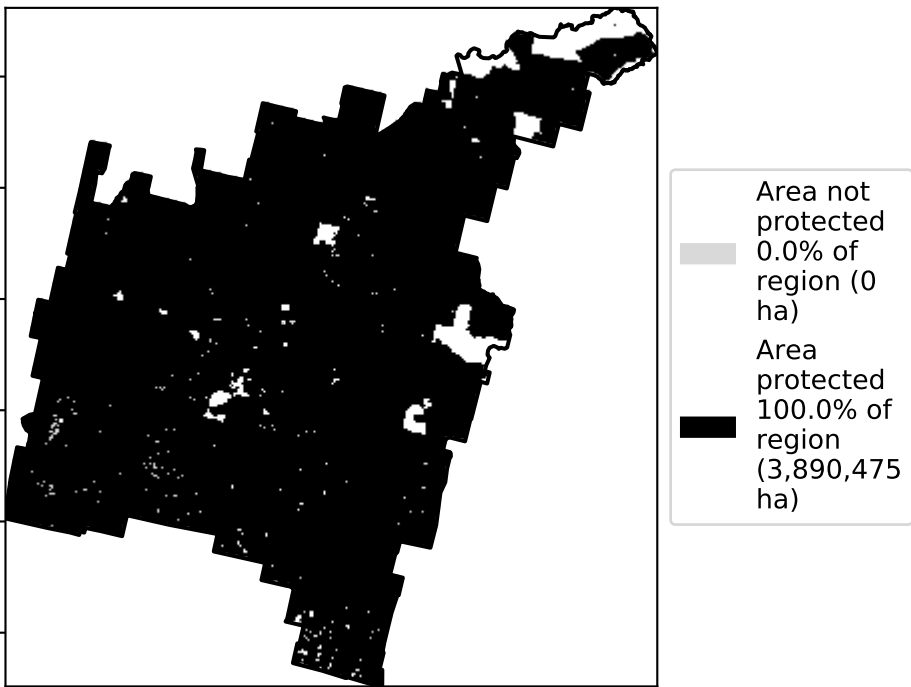 Area not
protected
0.0% of
region (0
ha)
Area
protected
100.0% of
region
(3,890,475
ha)